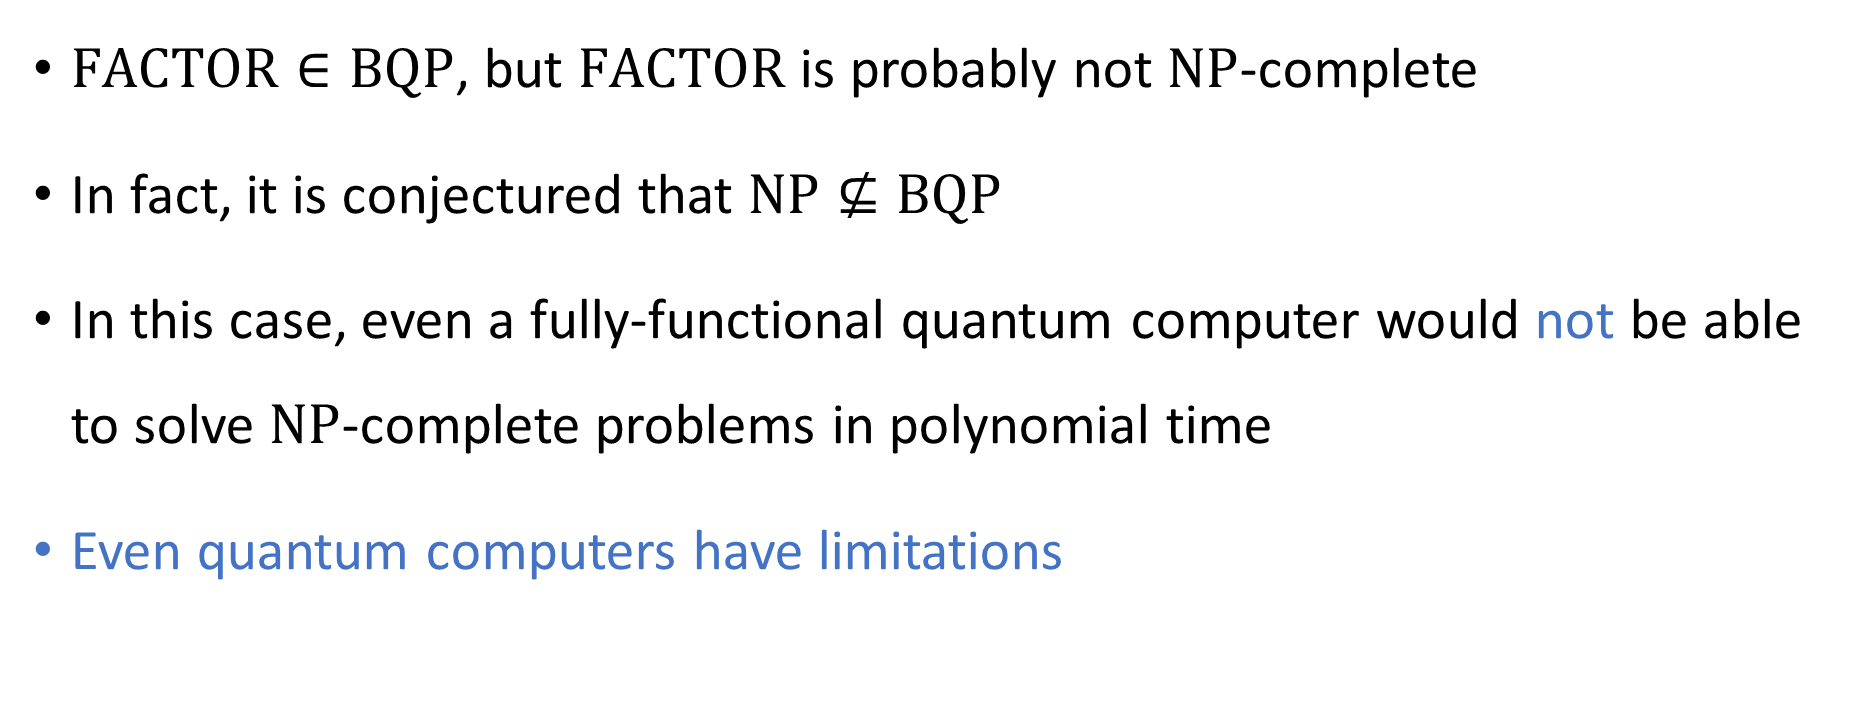 • FACTOR ∈ BQP, but FACTOR is probably not NP-complete
• In fact, it is conjectured that NP ⊈ BQP
• In this case, even a fully-functional quantum computer would not be able
to solve NP-complete problems in polynomial time
• Even quantum computers have limitations